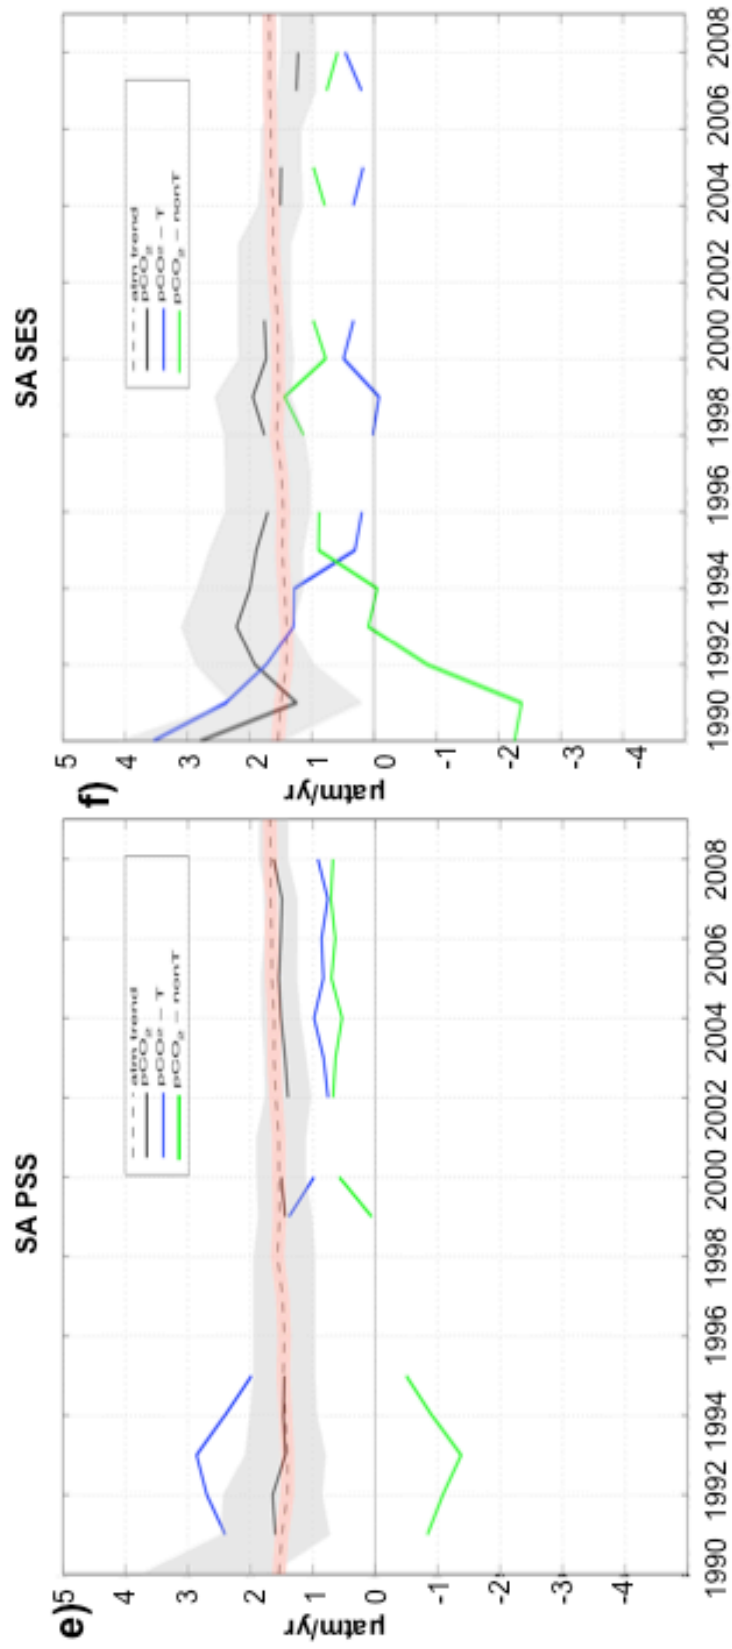 e)
SA PSS
µatm/yr
5
4
3
2
1
0
-1
-2
-3
-4
atm trend
pCO₂
pCO² – T
pCO₂ – nonT
1990 1992 1994 1996 1998 2000 2002 2004 2006 2008
f)
SA SES
µatm/yr
5
4
3
2
1
0
-1
-2
-3
-4
atm trend
pCO₂
pCO² – T
pCO₂ – nonT
1990 1992 1994 1996 1998 2000 2002 2004 2006 2008